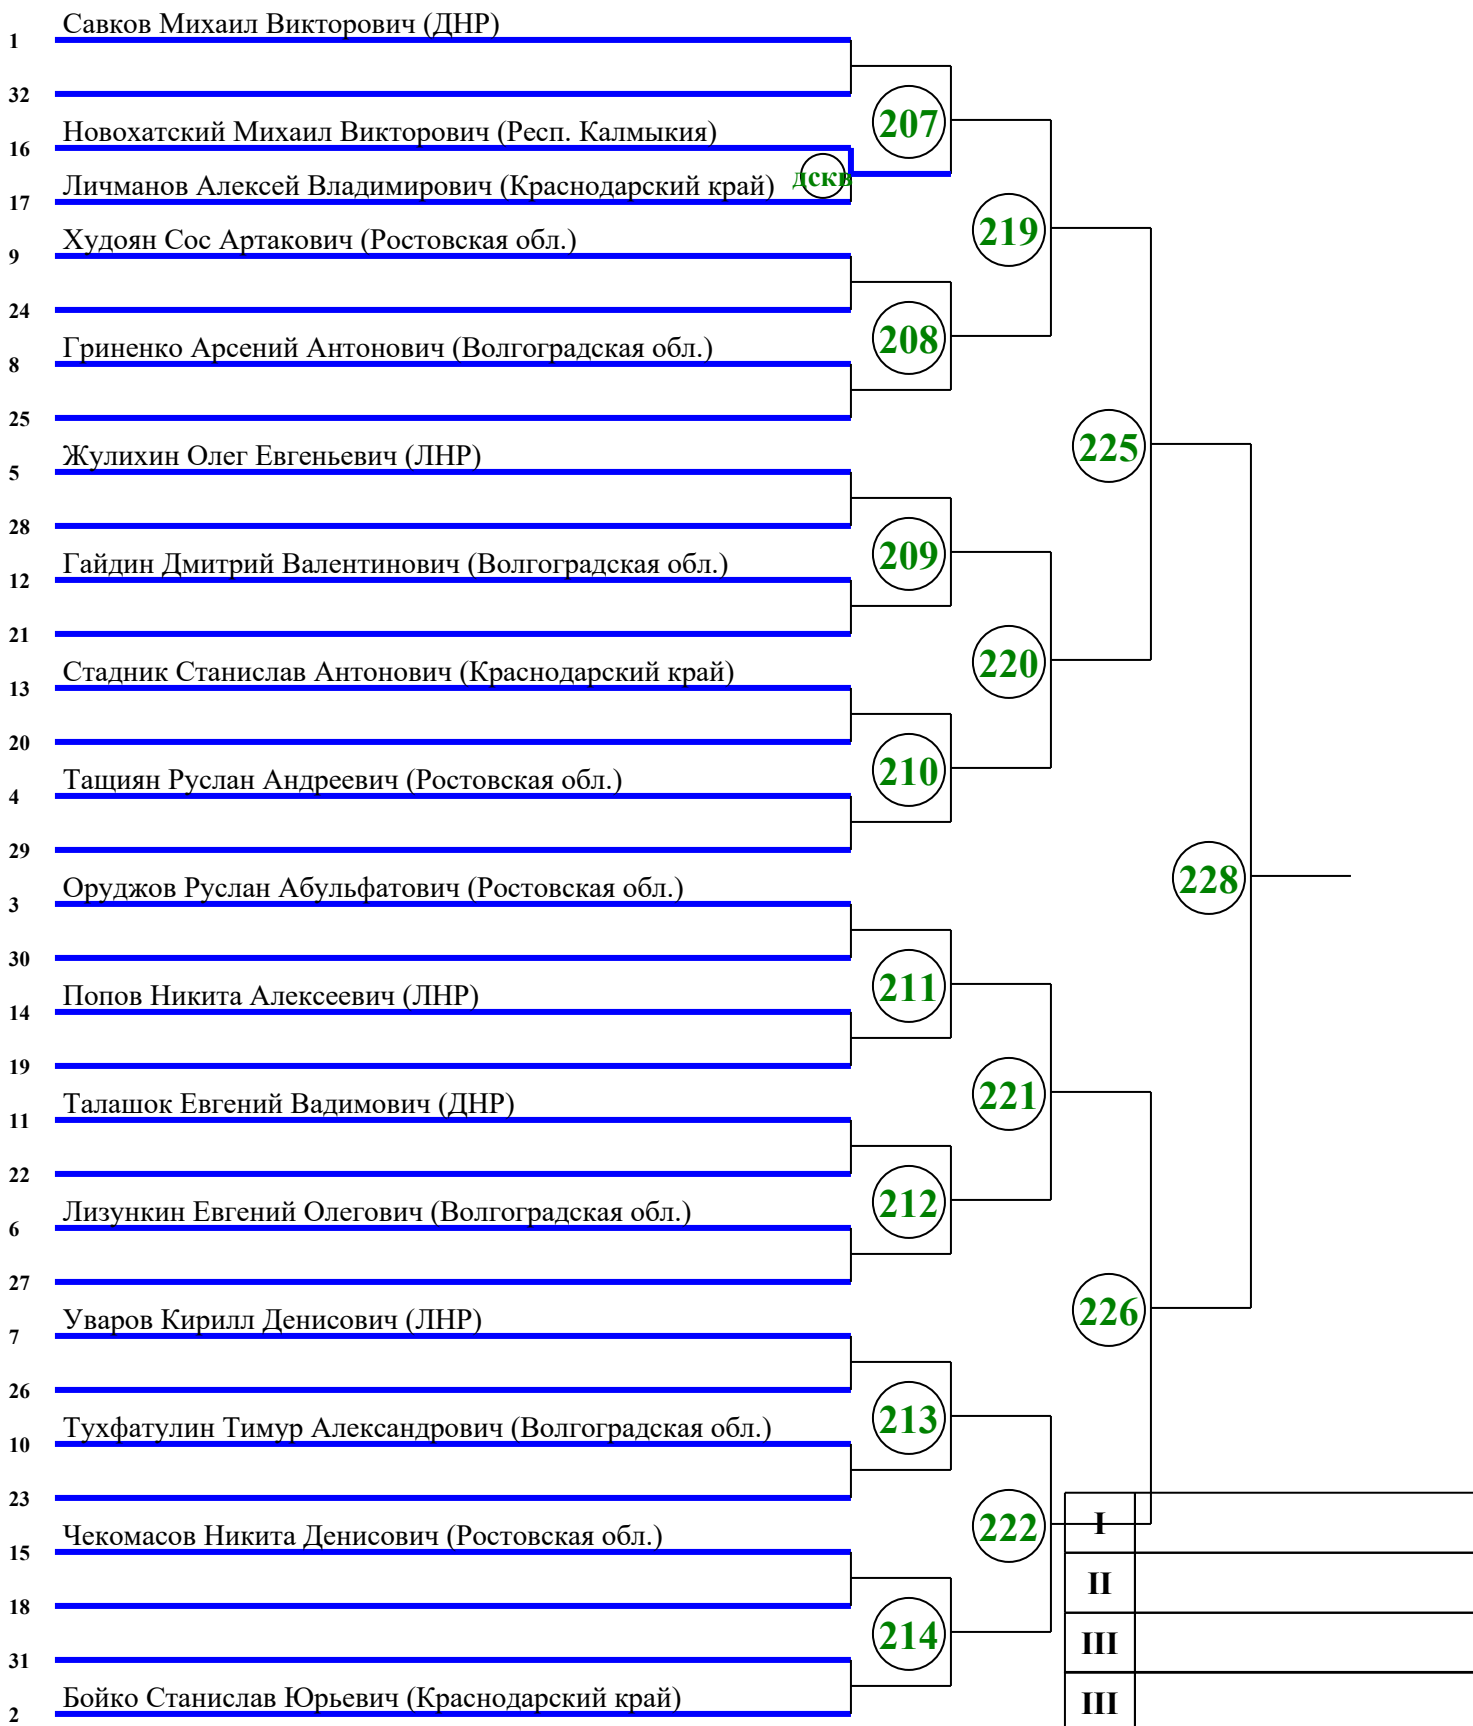 Савков Михаил Викторович (ДНР)
1
32
Новохатский Михаил Викторович (Респ. Калмыкия)
207
16
дскв
Личманов Алексей Владимирович (Краснодарский край)
17
Худоян Сос Артакович (Ростовская обл.)
219
9
24
Гриненко Арсений Антонович (Волгоградская обл.)
208
8
25
Жулихин Олег Евгеньевич (ЛНР)
225
5
28
Гайдин Дмитрий Валентинович (Волгоградская обл.)
209
12
21
Стадник Станислав Антонович (Краснодарский край)
220
13
20
Тащиян Руслан Андреевич (Ростовская обл.)
210
4
29
Оруджов Руслан Абульфатович (Ростовская обл.)
228
3
30
Попов Никита Алексеевич (ЛНР)
211
14
19
Талашок Евгений Вадимович (ДНР)
221
11
22
Лизункин Евгений Олегович (Волгоградская обл.)
212
6
27
Уваров Кирилл Денисович (ЛНР)
226
7
26
Тухфатулин Тимур Александрович (Волгоградская обл.)
213
10
23
Чекомасов Никита Денисович (Ростовская обл.)
222
I
15
II
18
214
III
31
Бойко Станислав Юрьевич (Краснодарский край)
III
2